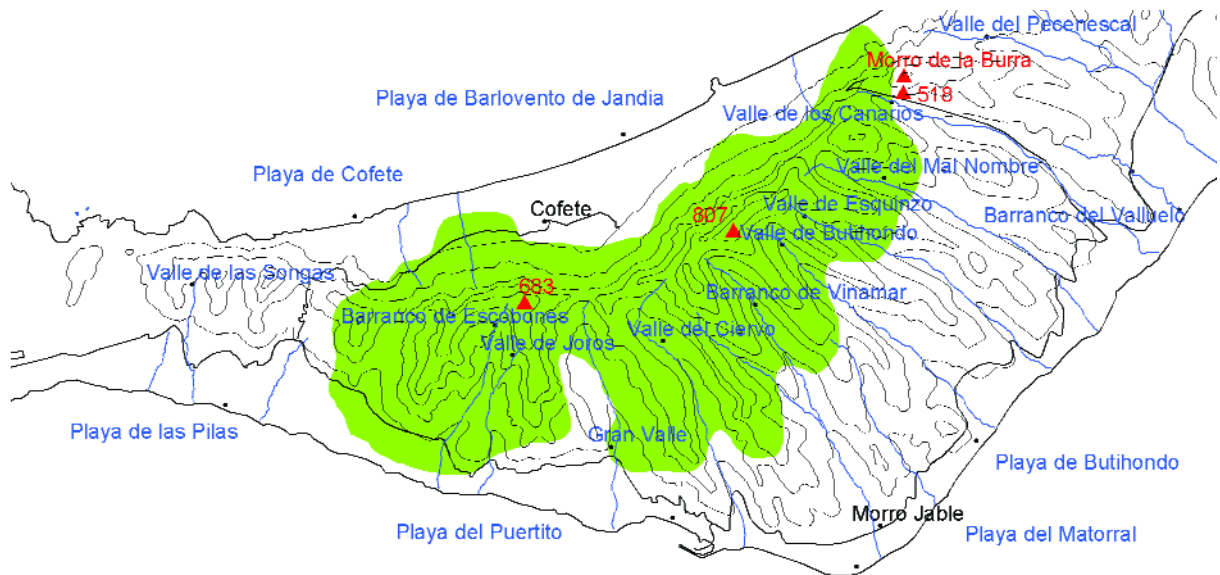 Valle del Pecenescal
Morro de la Burra
518
Playa de Barlovento de Jandia
Valle de los Canarios
Valle del Mal Nombre
Playa de Cofete
Cofete
Valle de Esquinzo
807
Barranco del Valluelo
Valle de Butihondo
Valle de las Songas
683
Barranco de Vinamar
Barranco de Escobones
Valle del Ciervo
Valle de Joros
Playa de las Pilas
Gran Valle
Playa de Butihondo
Morro Jable
Playa del Puertito
Playa del Matorral